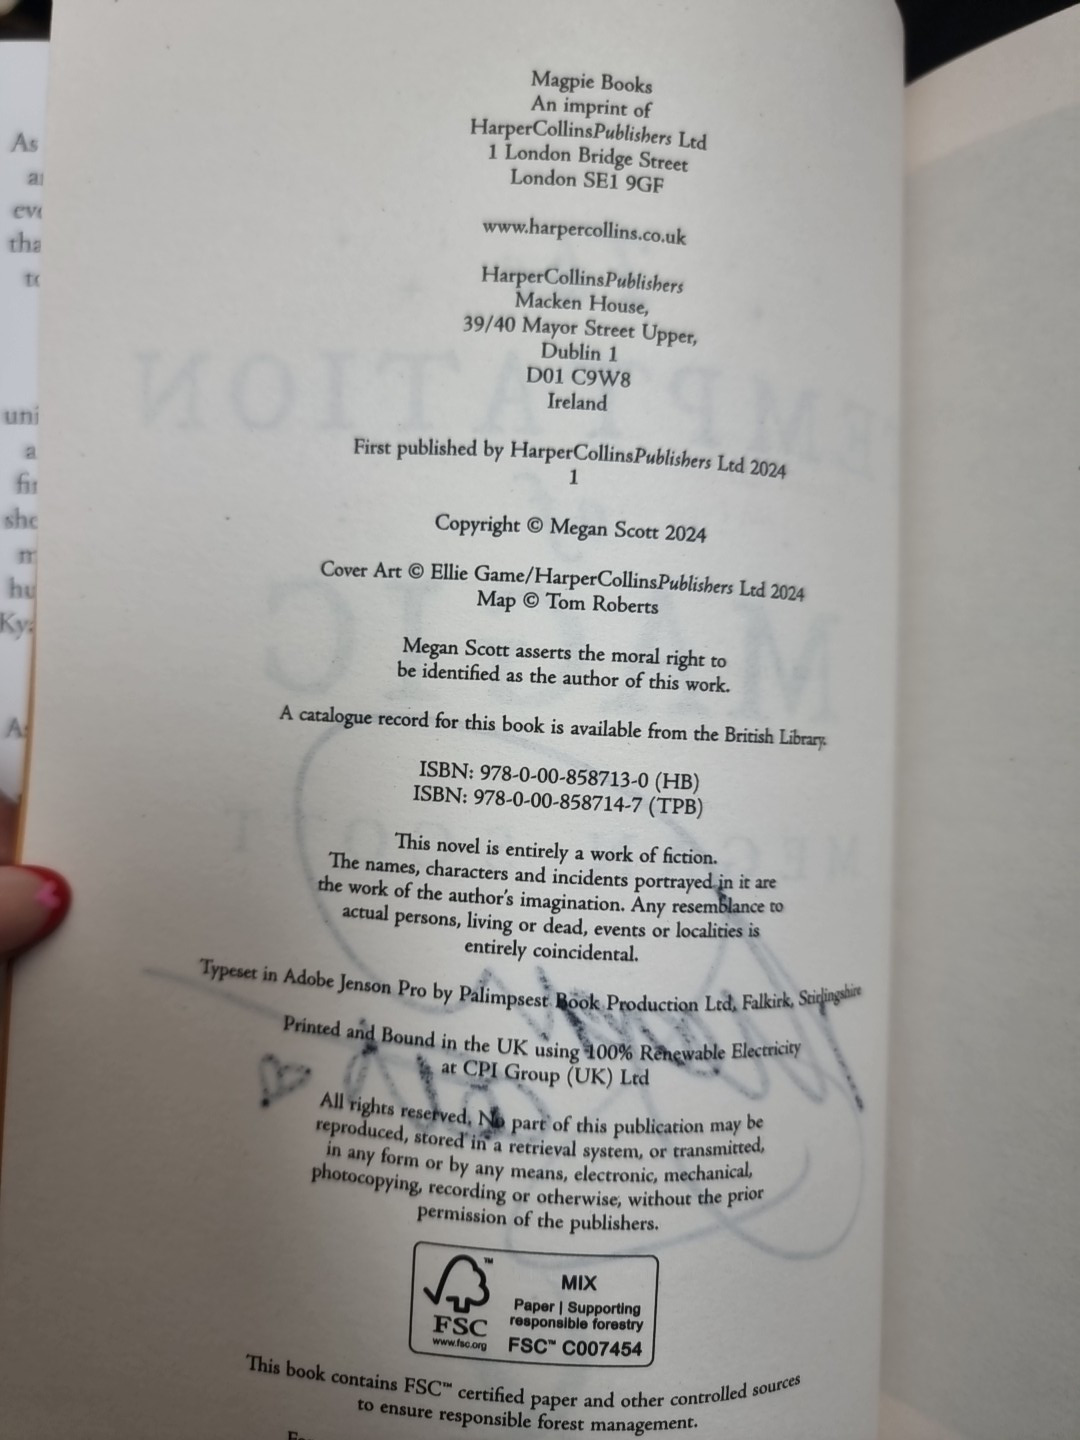 Magpie Books
An imprint of
HarperCollinsPublishers Ltd
1 London Bridge Street
London SE1 9GF
www.harpercollins.co.uk
HarperCollinsPublishers
Macken House,
39/40 Mayor Street Upper,
Dublin 1
D01 C9W8
Ireland
First published by HarperCollinsPublishers Ltd 2024
1
Copyright © Megan Scott 2024
Cover Art © Ellie Game/HarperCollinsPublishers Ltd 2024
Map © Tom Roberts
Megan Scott asserts the moral right to
be identified as the author of this work.
A catalogue record for this book is available from the British Library.
ISBN: 978-0-00-858713-0 (HB)
ISBN: 978-0-00-858714-7 (TPB)
This novel is entirely a work of fiction.
The names, characters and incidents portrayed in it are
the work of the author's imagination. Any resemblance to
actual persons, living or dead, events or localities is
entirely coincidental.
Typeset in Adobe Jenson Pro by Palimpsest Book Production Ltd, Falkirk, Stirlingshire
Printed and Bound in the UK using 100% Renewable Electricity
at CPI Group (UK) Ltd
All rights reserved. No part of this publication may be
reproduced, stored in a retrieval system, or transmitted,
in any form or by any means, electronic, mechanical,
photocopying, recording or otherwise, without the prior
permission of the publishers.
FSC™
www.fsc.org
MIX
Paper | Supporting
responsible forestry
FSC™ C007454
This book contains FSC™ certified paper and other controlled sources
to ensure responsible forest management.